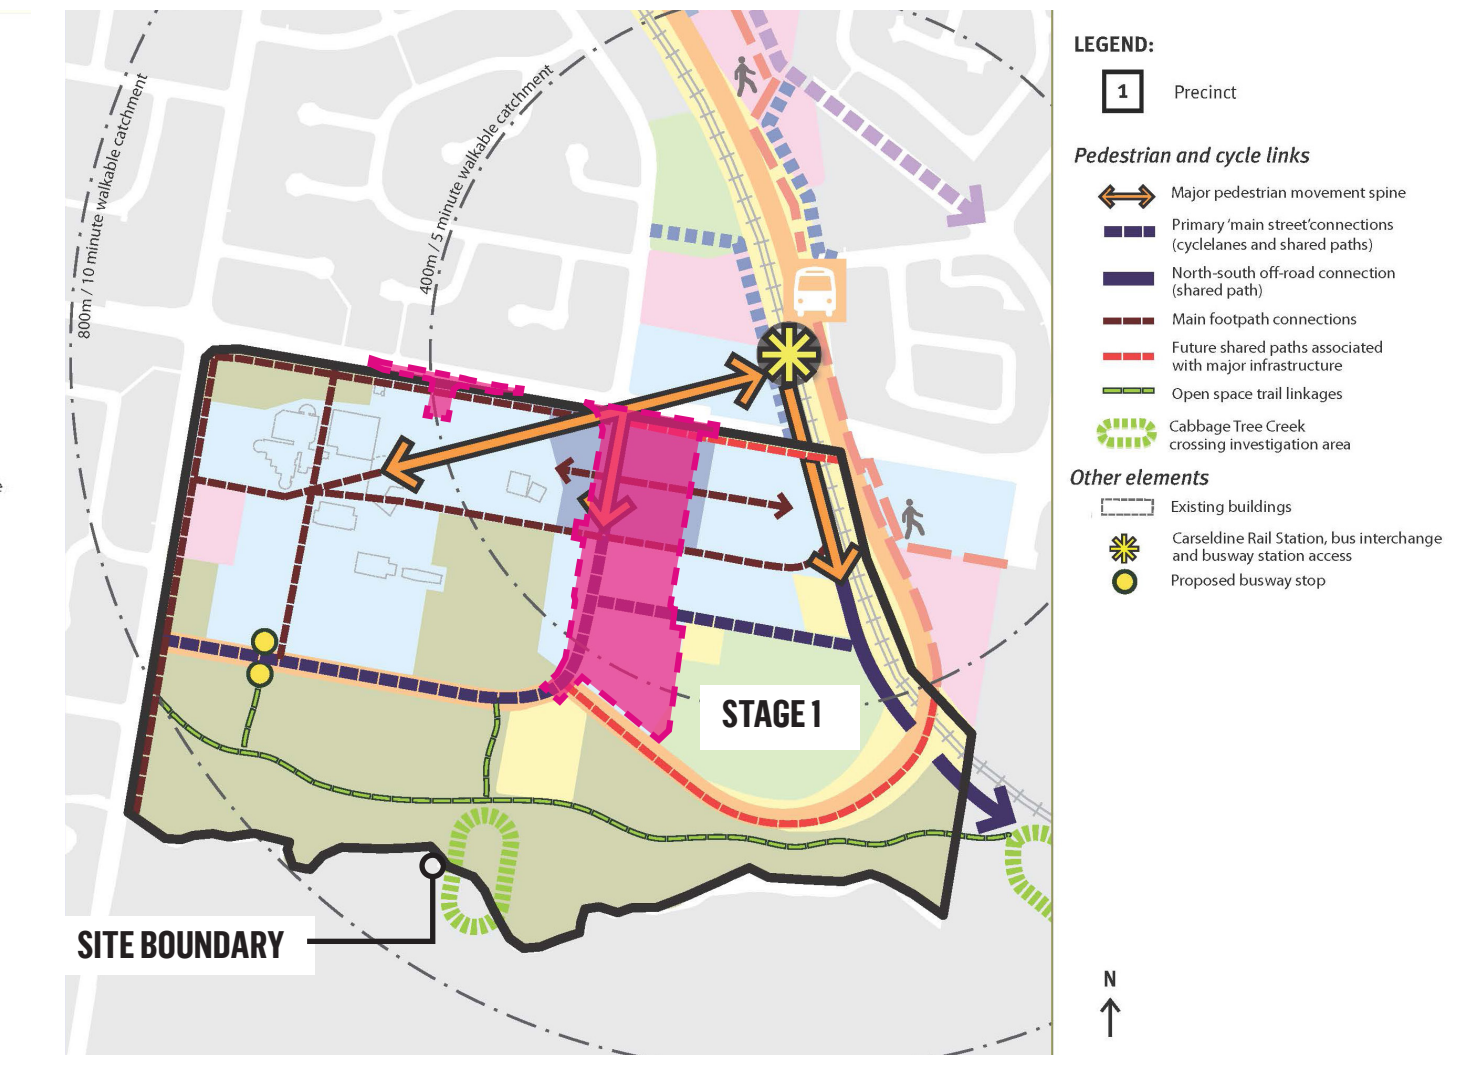 800m / 10 minute walkable catchment
400m / 5 minute walkable catchment
STAGE 1
SITE BOUNDARY
e
LEGEND:
1
Precinct
Pedestrian and cycle links
Major pedestrian movement spine
Primary ‘main street’connections
(cyclelanes and shared paths)
North-south off-road connection
(shared path)
Main footpath connections
Future shared paths associated
with major infrastructure
Open space trail linkages
Cabbage Tree Creek
crossing investigation area
Other elements
Existing buildings
Carseldine Rail Station, bus interchange
and busway station access
Proposed busway stop
N